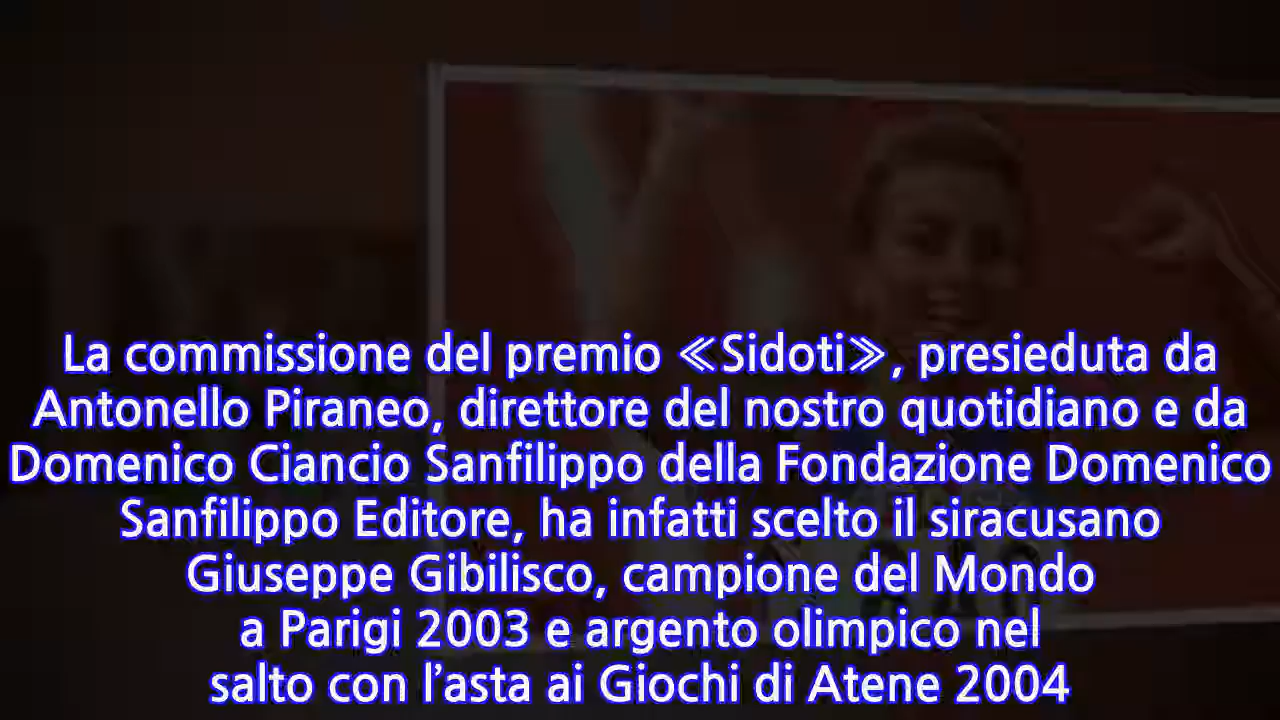 La commissione del premio ≪Sidoti≫, presieduta da
Antonello Piraneo, direttore del nostro quotidiano e da
Domenico Ciancio Sanfilippo della Fondazione Domenico
Sanfilippo Editore, ha infatti scelto il siracusano
Giuseppe Gibilisco, campione del Mondo
a Parigi 2003 e argento olimpico nel
salto con l’asta ai Giochi di Atene 2004